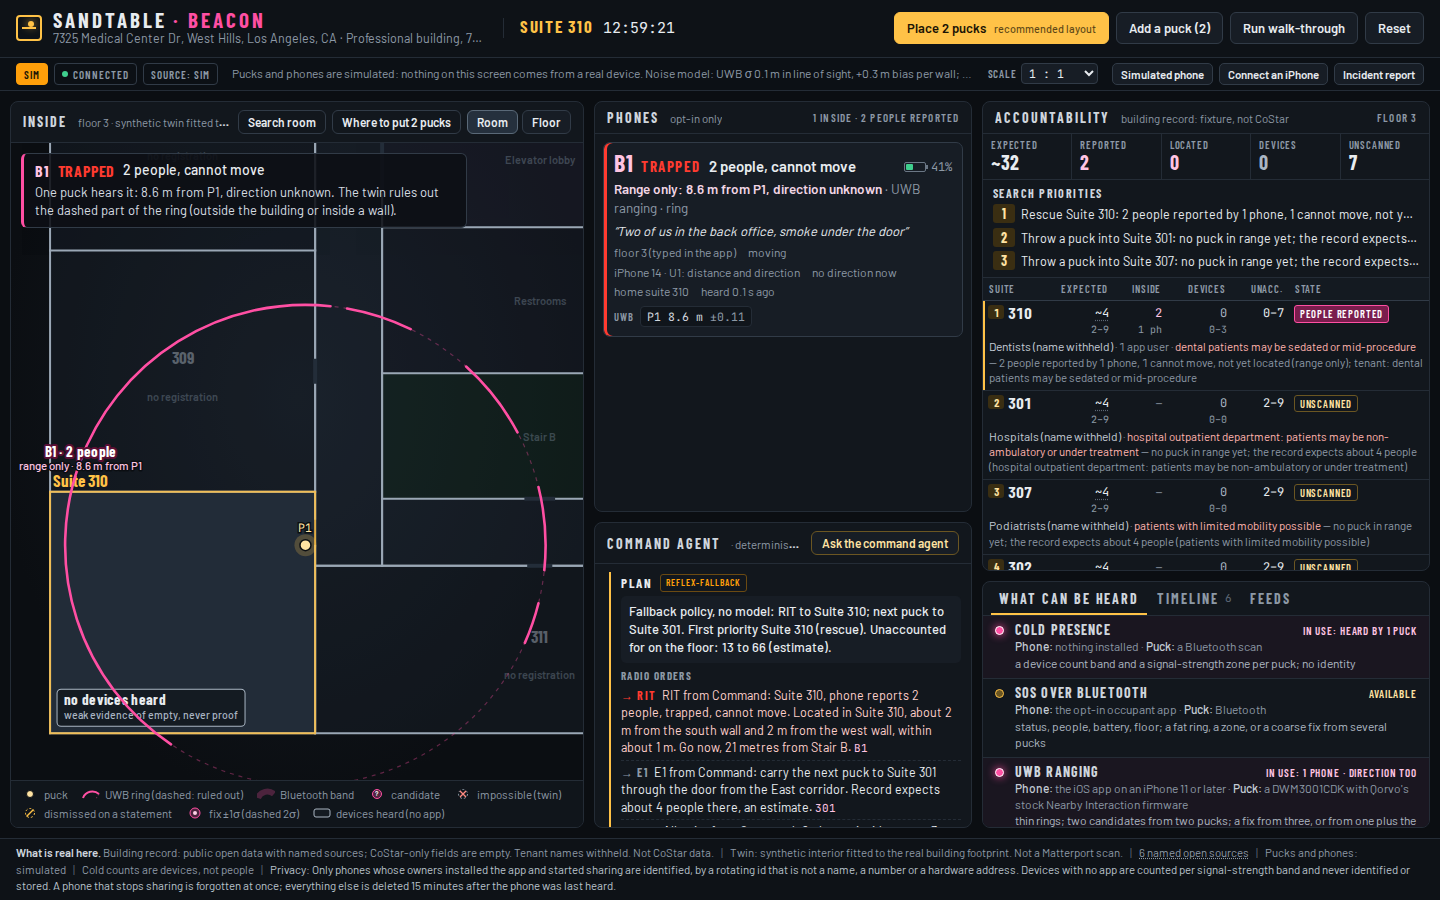 SANDTABLE · BEACON
7325 Medical Center Dr, West Hills, Los Angeles, CA · Professional building, 7…
SUITE 310 12:59:21
Place 2 pucks recommended layout
Add a puck (2)
Run walk-through
Reset
SIM
CONNECTED
SOURCE: SIM
Pucks and phones are simulated: nothing on this screen comes from a real device. Noise model: UWB σ 0.1 m in line of sight, +0.3 m bias per wall; …
SCALE 1 : 1
Simulated phone
Connect an iPhone
Incident report
INSIDE floor 3 · synthetic twin fitted t…
Search room
Where to put 2 pucks
Room
Floor
B1 TRAPPED 2 people, cannot move
One puck hears it: 8.6 m from P1, direction unknown. The twin rules out
the dashed part of the ring (outside the building or inside a wall).
Elevator lobby
Restrooms
309
no registration
Stair B
B1 · 2 people
range only · 8.6 m from P1
Suite 310
P1
311
no registration
no devices heard
weak evidence of empty, never proof
puck
UWB ring (dashed: ruled out)
Bluetooth band
candidate
impossible (twin)
dismissed on a statement
fix ±1σ (dashed 2σ)
devices heard (no app)
PHONES opt-in only
1 INSIDE · 2 PEOPLE REPORTED
B1 TRAPPED 2 people, cannot move 41%
Range only: 8.6 m from P1, direction unknown · UWB
ranging · ring
"Two of us in the back office, smoke under the door"
floor 3 (typed in the app) moving
iPhone 14 · U1: distance and direction no direction now
home suite 310 heard 0.1 s ago
UWB P1 8.6 m ±0.11
COMMAND AGENT · determinis…
Ask the command agent
PLAN REFLEX-FALLBACK
Fallback policy, no model: RIT to Suite 310; next puck to
Suite 301. First priority Suite 310 (rescue). Unaccounted
for on the floor: 13 to 66 (estimate).
RADIO ORDERS
→ RIT RIT from Command: Suite 310, phone reports 2
people, trapped, cannot move. Located in Suite 310, about 2
m from the south wall and 2 m from the west wall, within
about 1 m. Go now, 21 metres from Stair B. B1
→ E1 E1 from Command: carry the next puck to Suite 301
through the door from the East corridor. Record expects
about 4 people there, an estimate. 301
ACCOUNTABILITY building record: fixture, not CoStar
FLOOR 3
EXPECTED REPORTED LOCATED DEVICES UNSCANNED
~32 2 0 0 7
SEARCH PRIORITIES
1 Rescue Suite 310: 2 people reported by 1 phone, 1 cannot move, not y…
2 Throw a puck into Suite 301: no puck in range yet; the record expects…
3 Throw a puck into Suite 307: no puck in range yet; the record expects…
SUITE EXPECTED INSIDE DEVICES UNACC. STATE
1 310 ~4 2 0 0-7 PEOPLE REPORTED
2-9 1 ph 0-3
Dentists (name withheld) · 1 app user · dental patients may be sedated or mid-procedure
— 2 people reported by 1 phone, 1 cannot move, not yet located (range only); tenant: dental
patients may be sedated or mid-procedure
2 301 ~4 – 0 2-9 UNSCANNED
2-9 0-0
Hospitals (name withheld) · hospital outpatient department: patients may be non-
ambulatory or under treatment — no puck in range yet; the record expects about 4 people
(hospital outpatient department: patients may be non-ambulatory or under treatment)
3 307 ~4 – 0 2-9 UNSCANNED
2-9 0-0
Podiatrists (name withheld) · patients with limited mobility possible — no puck in range
yet; the record expects about 4 people (patients with limited mobility possible)
4 302 ~4 – 0 2-9 UNSCANNED
WHAT CAN BE HEARD
TIMELINE 6
FEEDS
COLD PRESENCE IN USE: HEARD BY 1 PUCK
Phone: nothing installed · Puck: a Bluetooth scan
a device count band and a signal-strength zone per puck; no identity
SOS OVER BLUETOOTH AVAILABLE
Phone: the opt-in occupant app · Puck: Bluetooth
status, people, battery, floor; a fat ring, a zone, or a coarse fix from several
pucks
UWB RANGING IN USE: 1 PHONE · DIRECTION TOO
Phone: the iOS app on an iPhone 11 or later · Puck: a DWM3001CDK with Qorvo's
stock Nearby Interaction firmware
thin rings; two candidates from two pucks; a fix from three, or from one plus the
What is real here. Building record: public open data with named sources; CoStar-only fields are empty. Tenant names withheld. Not CoStar data. | Twin: synthetic interior fitted to the real building footprint. Not a Matterport scan. | 6 named open sources | Pucks and phones:
simulated | Cold counts are devices, not people | Privacy: Only phones whose owners installed the app and started sharing are identified, by a rotating id that is not a name, a number or a hardware address. Devices with no app are counted per signal-strength band and never identified or
stored. A phone that stops sharing is forgotten at once; everything else is deleted 15 minutes after the phone was last heard.